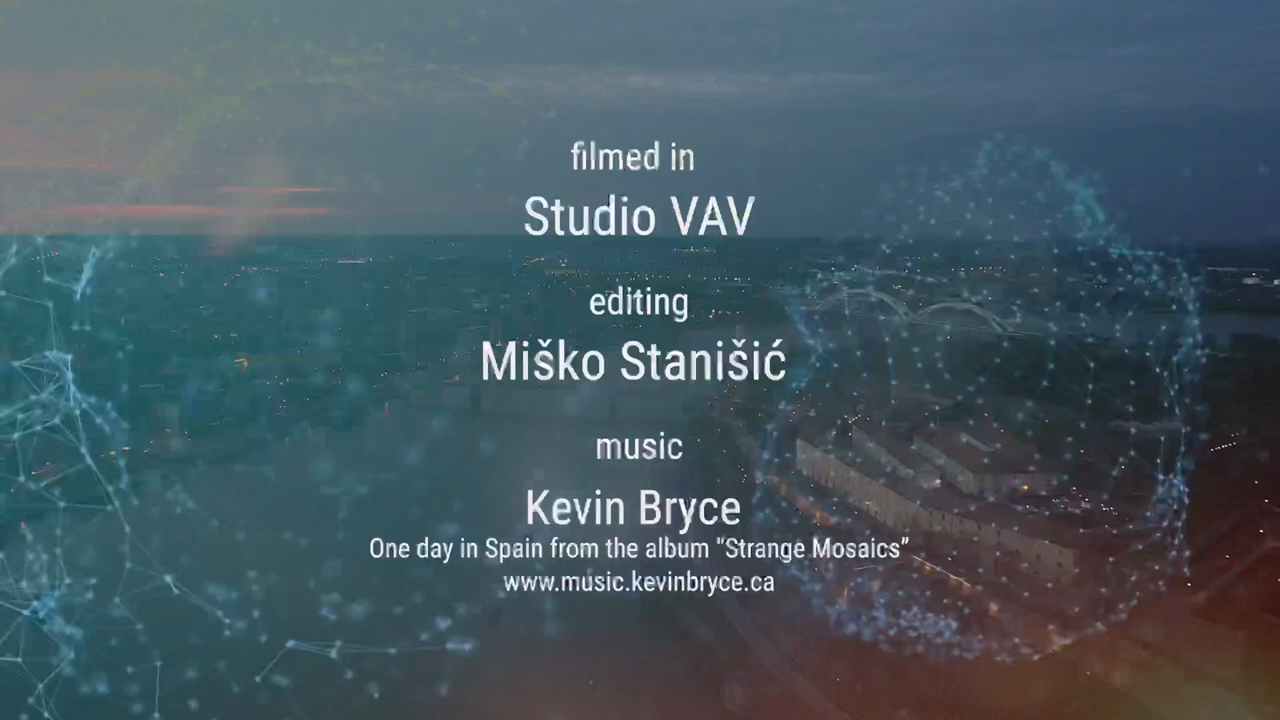 filmed in
Studio VAV
editing
Miško Stanišić
music
Kevin Bryce
One day in Spain from the album "Strange Mosaics"
www.music.kevinbryce.ca